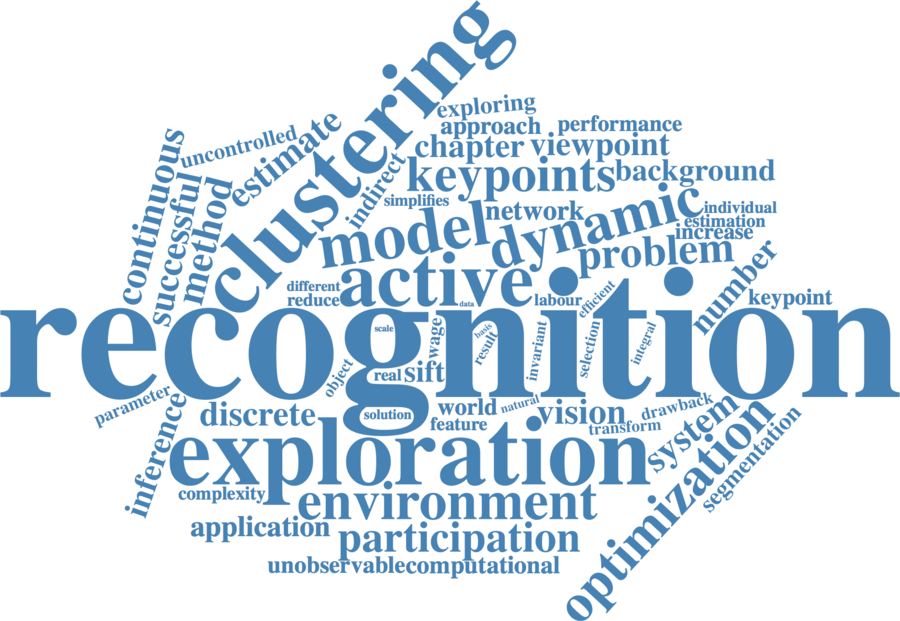 clustering
exploring
approach
performance
uncontrolled
estimate
continuous
chapter
viewpoint
indirect
keypoints
background
successful
method
simplifies
network
dynamic
individual
estimation
increase
model
problem
number
active
different
reduce
data
labour
efficient
keypoint
recognition
scale
wage
basis
result
invariant
selection
integral
object
real
sift
parameter
discrete
solution
world
natural
vision
drawback
feature
transform
system
inference
exploration
optimization
segmentation
complexity
environment
application
participation
unobservable
computational